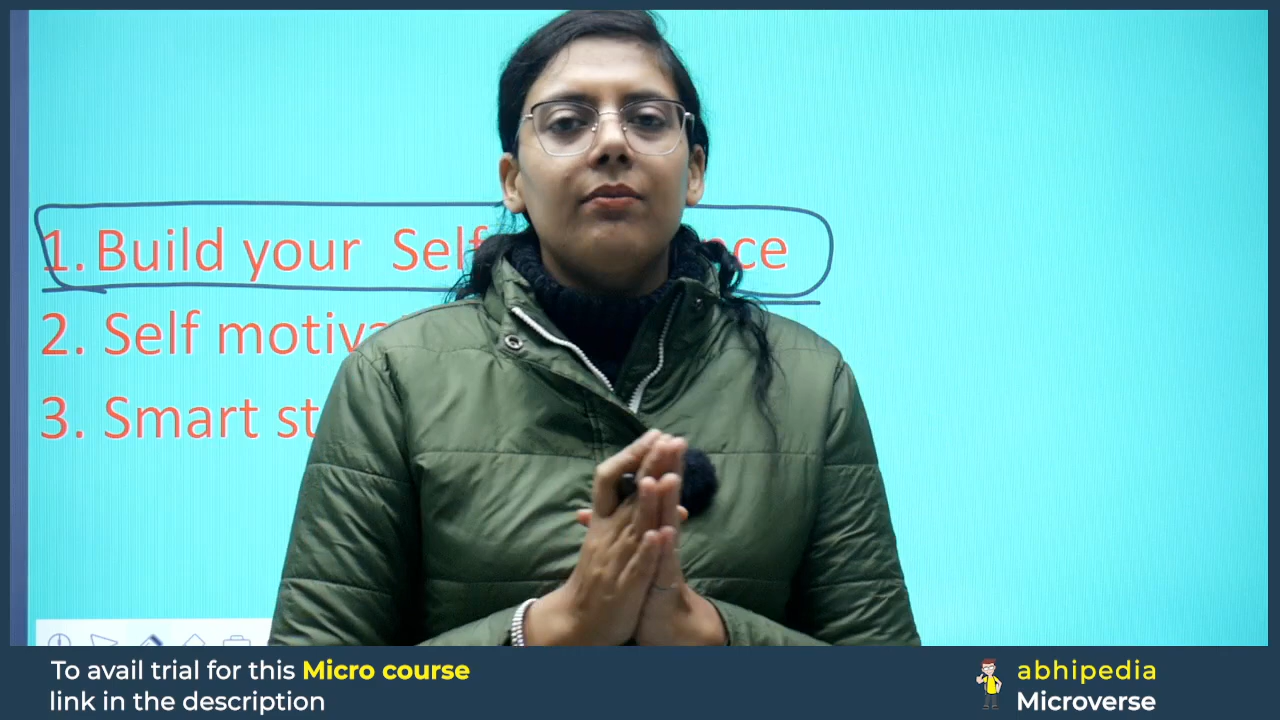 1. Build your Self nce
2. Self motiva
3. Smart st
To avail trial for this Micro course
link in the description
abhipedia
Microverse